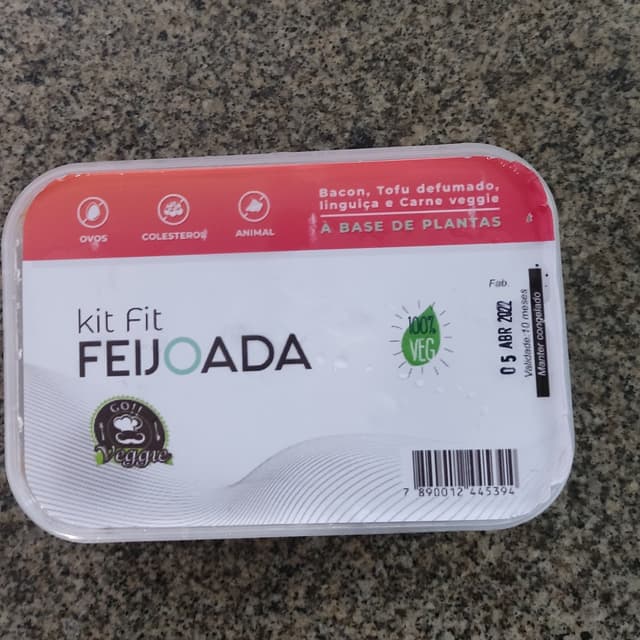 OVOS
COLESTEROL
ANIMAL
Bacon, Tofu defumado,
linguiça e Carne veggie
À BASE DE PLANTAS
kit Fit
FEIJOADA
100%
VEG
GO!!
Veggie
Fab.
05 ABR 2022
Validade:10 meses
Manter congelado
7 890012 445394